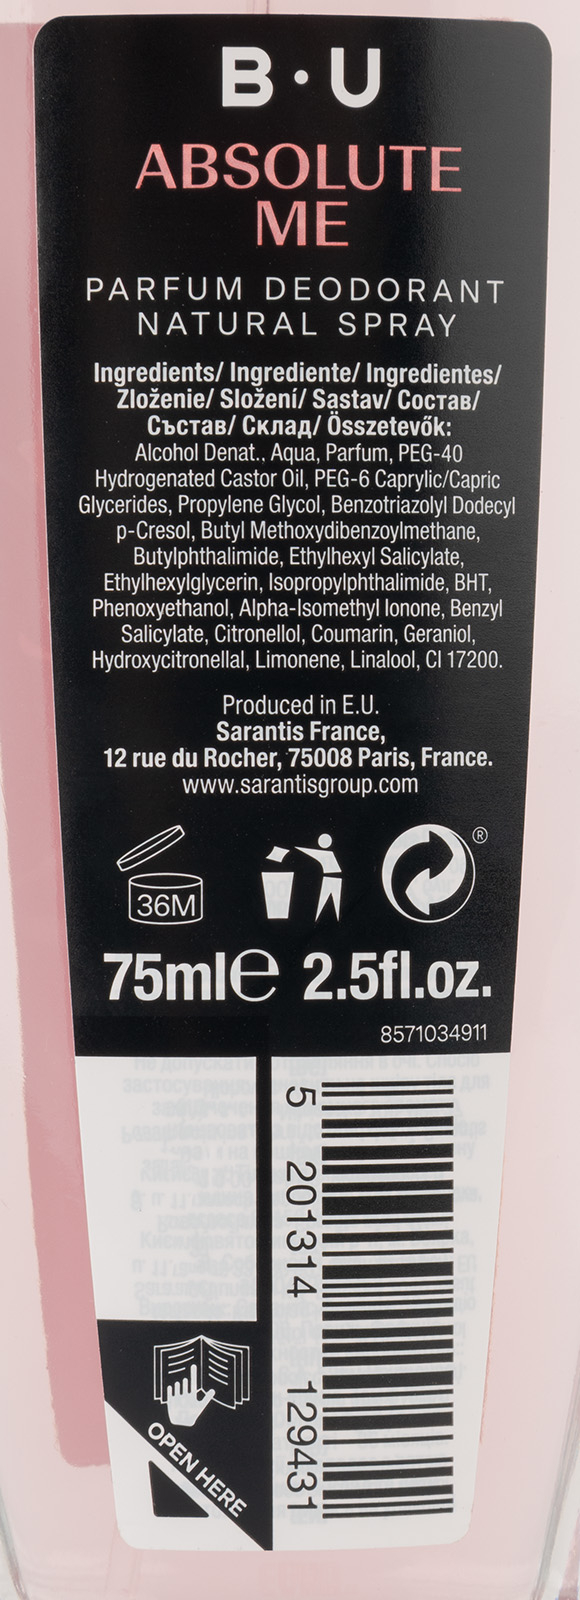 B·U
ABSOLUTE
ME
PARFUM DEODORANT
NATURAL SPRAY
Ingredients/ Ingrediente/ Ingredientes/
Zloženie/ Složení/ Sastav/ Состав/
Състав/ Склад/ Összetevők:
Alcohol Denat., Aqua, Parfum, PEG-40
Hydrogenated Castor Oil, PEG-6 Caprylic/Capric
Glycerides, Propylene Glycol, Benzotriazolyl Dodecyl
p-Cresol, Butyl Methoxydibenzoylmethane,
Butylphthalimide, Ethylhexyl Salicylate,
Ethylhexylglycerin, Isopropylphthalimide, BHT,
Phenoxyethanol, Alpha-Isomethyl Ionone, Benzyl
Salicylate, Citronellol, Coumarin, Geraniol,
Hydroxycitronellal, Limonene, Linalool, CI 17200.
Produced in E.U.
Sarantis France,
12 rue du Rocher, 75008 Paris, France.
www.sarantisgroup.com
36M
®
75ml℮ 2.5fl.oz.
8571034911
5 201314 129431
OPEN HERE